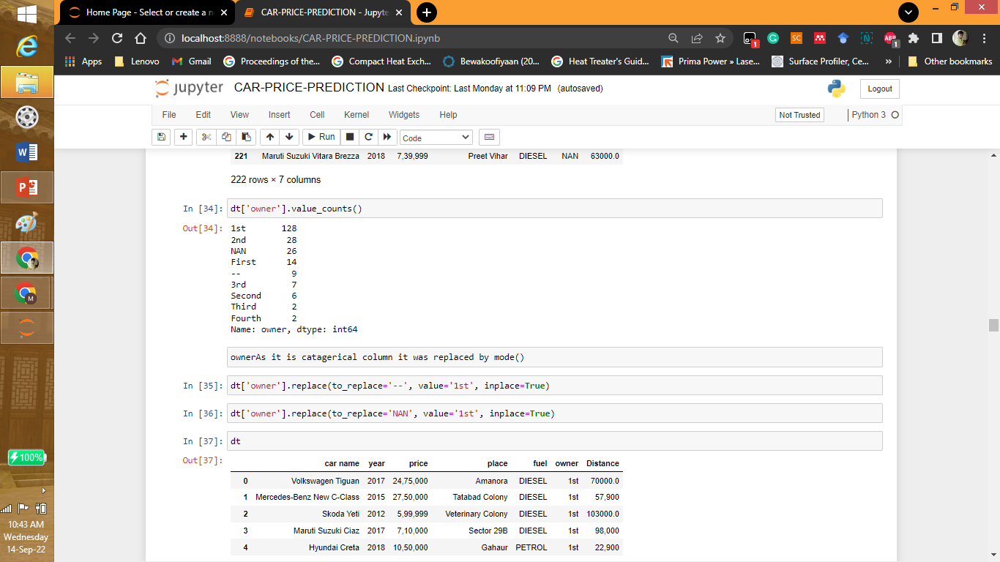 Home Page - Select or create a n
CAR-PRICE-PREDICTION - Jupyte
localhost:8888/notebooks/CAR-PRICE-PREDICTION.ipynb
Apps Lenovo Gmail Proceedings of the... Compact Heat Exch... Bewakoofiyaan (20... Heat Treater's Guid... Prima Power » Lase... Surface Profiler, Ce... » Other bookmarks
jupyter CAR-PRICE-PREDICTION Last Checkpoint: Last Monday at 11:09 PM (autosaved) Logout
File Edit View Insert Cell Kernel Widgets Help Not Trusted Python 3
Run Code
221 Maruti Suzuki Vitara Brezza 2018 7,39,999 Preet Vihar DIESEL NAN 63000.0
222 rows × 7 columns
In [34]: dt['owner'].value_counts()
Out[34]: 1st 128
2nd 28
NAN 26
First 14
-- 9
3rd 7
Second 6
Third 2
Fourth 2
Name: owner, dtype: int64
ownerAs it is catagerical column it was replaced by mode()
In [35]: dt['owner'].replace(to_replace='--', value='1st', inplace=True)
In [36]: dt['owner'].replace(to_replace='NAN', value='1st', inplace=True)
In [37]: dt
Out[37]:
car name year price place fuel owner Distance
0 Volkswagen Tiguan 2017 24,75,000 Amanora DIESEL 1st 70000.0
1 Mercedes-Benz New C-Class 2015 27,50,000 Tatabad Colony DIESEL 1st 57,900
2 Skoda Yeti 2012 5,99,999 Veterinary Colony DIESEL 1st 103000.0
3 Maruti Suzuki Ciaz 2017 7,10,000 Sector 29B DIESEL 1st 98,000
4 Hyundai Creta 2018 10,50,000 Gahaur PETROL 1st 22,900
100%
10:43 AM
Wednesday
14-Sep-22